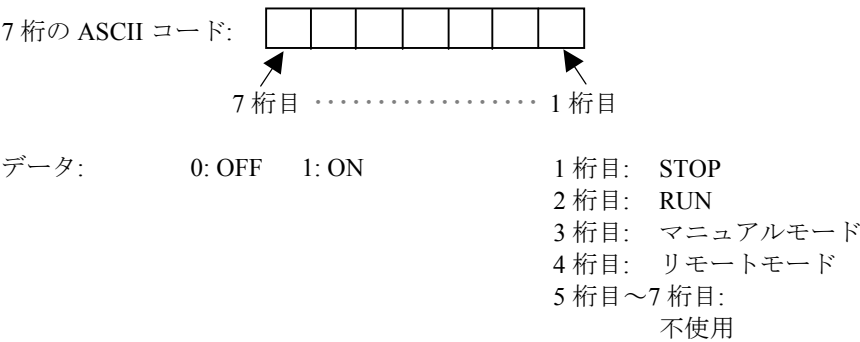 7 桁の ASCII コード:
7 桁目 ・・・・・・・・・・・・・・・・・・ 1 桁目
データ: 0: OFF 1: ON
1 桁目: STOP
2 桁目: RUN
3 桁目: マニュアルモード
4 桁目: リモートモード
5 桁目～7 桁目:
不使用